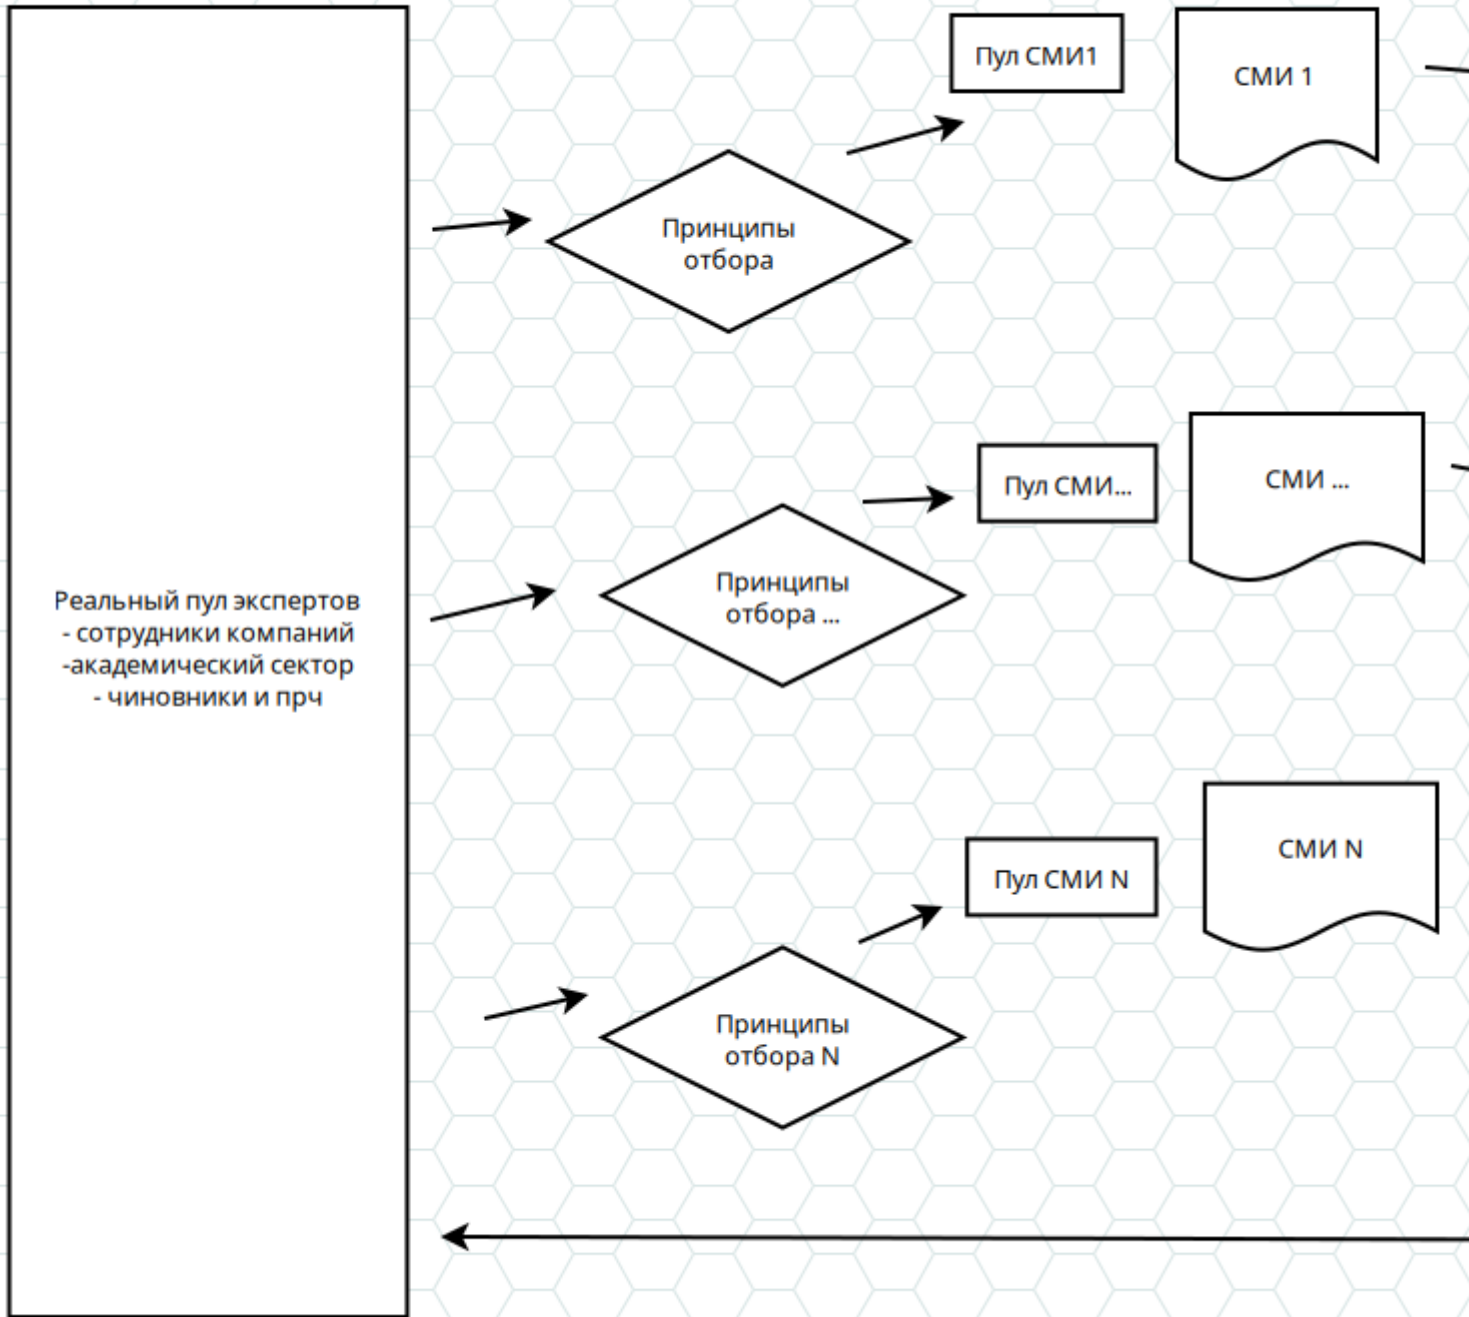 Пул СМИ1
СМИ 1
Принципы
отбора
Пул СМИ...
СМИ ...
Принципы
отбора ...
Реальный пул экспертов
- сотрудники компаний
-академический сектор
- чиновники и прч
Пул СМИ N
СМИ N
Принципы
отбора N